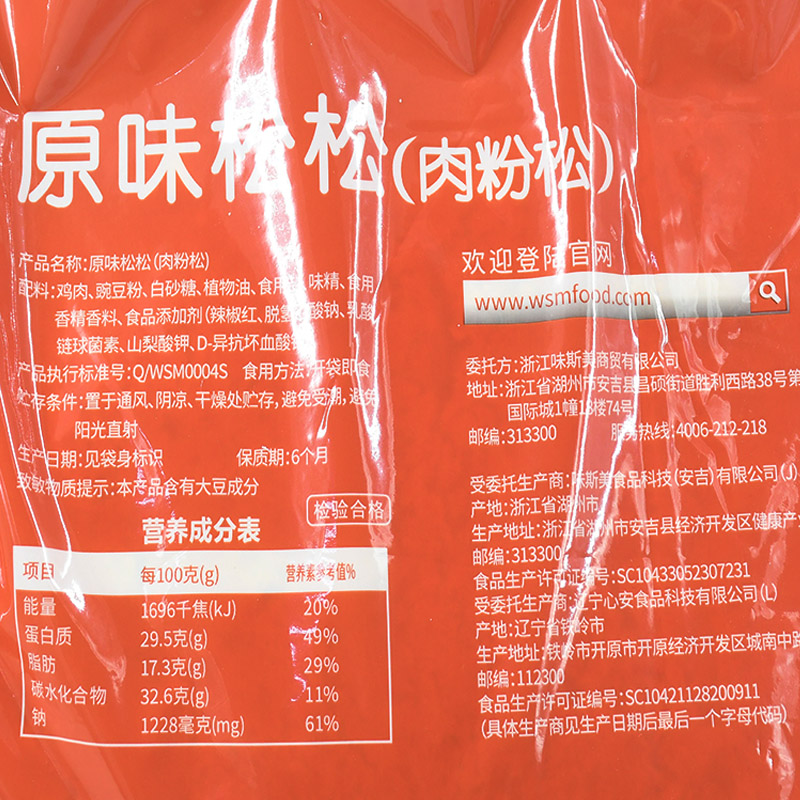 原味松松(肉粉松)
产品名称:原味松松(肉粉松)
配料:鸡肉、豌豆粉、白砂糖、植物油、食用盐、味精、食用
香精香料、食品添加剂(辣椒红、脱氢乙酸钠、乳酸
链球菌素、山梨酸钾、D-异抗坏血酸钠)
产品执行标准号:Q/WSM0004S 食用方法:开袋即食
贮存条件:置于通风、阴凉、干燥处贮存,避免受潮,避免
阳光直射
生产日期:见袋身标识 保质期:6个月
致敏物质提示:本产品含有大豆成分
检验合格
营养成分表
项目 每100克(g) 营养素参考值%
能量 1696千焦(kJ) 20%
蛋白质 29.5克(g) 49%
脂肪 17.3克(g) 29%
碳水化合物 32.6克(g) 11%
钠 1228毫克(mg) 61%
欢迎登陆官网
www.wsmfood.com
委托方:浙江味斯美商贸有限公司
地址:浙江省湖州市安吉县昌硕街道胜利西路38号第
国际城1幢18楼74号
邮编:313300 服务热线:4006-212-218
受委托生产商:味斯美食品科技(安吉)有限公司(J)
产地:浙江省湖州市
生产地址:浙江省湖州市安吉县经济开发区健康产
邮编:313300
食品生产许可证编号:SC10433052307231
受委托生产商:辽宁心安食品科技有限公司(L)
产地:辽宁省铁岭市
生产地址:铁岭市开原市开原经济开发区城南中路
邮编:112300
食品生产许可证编号:SC10421128200911
(具体生产商见生产日期后最后一个字母代码)